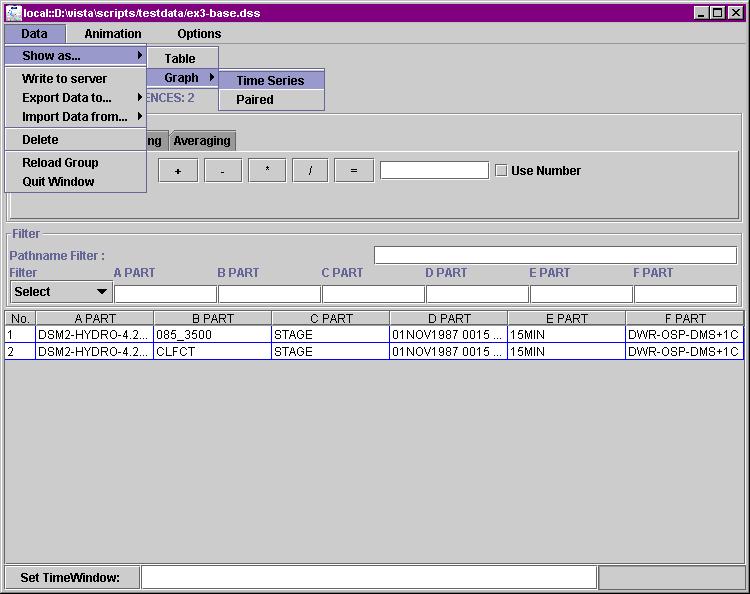 local::D:\vista\scripts/testdata/ex3-base.dss
Data Animation Options
Show as... Table
Graph Time Series
Paired
Write to server
Export Data to... ENCES: 2
Import Data from...
Delete ng Averaging
Reload Group
Quit Window
+ - * / = Use Number
Filter
Pathname Filter :
Filter A PART B PART C PART D PART E PART F PART
Select
No. A PART B PART C PART D PART E PART F PART
1 DSM2-HYDRO-4.2... 085_3500 STAGE 01NOV1987 0015 ... 15MIN DWR-OSP-DMS+1C
2 DSM2-HYDRO-4.2... CLFCT STAGE 01NOV1987 0015 ... 15MIN DWR-OSP-DMS+1C
Set TimeWindow: